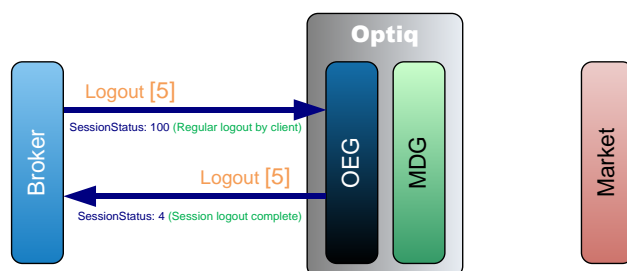 Optiq
Broker
Logout [5]
SessionStatus: 100 (Regular logout by client)
Logout [5]
SessionStatus: 4 (Session logout complete)
OEG
MDG
Market